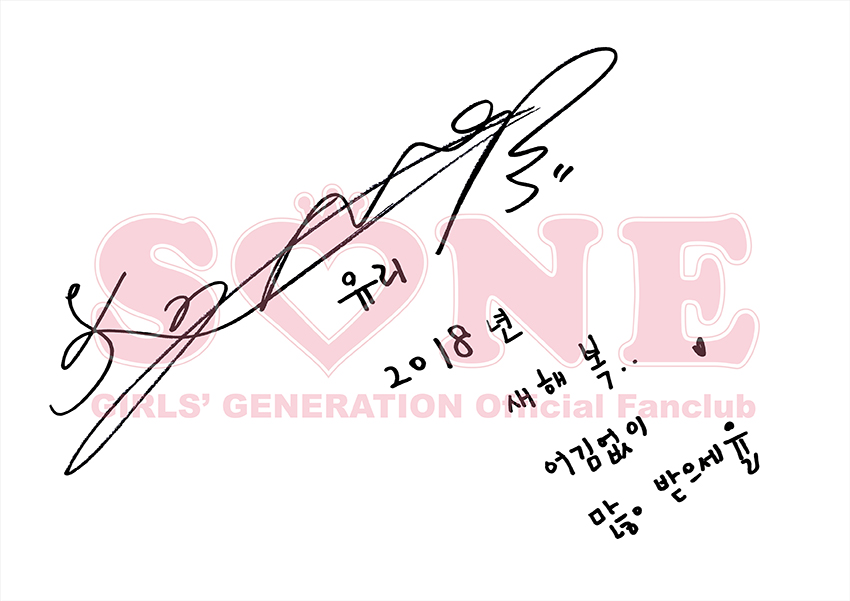 유리
2018년
새해 복.. ♥
어김없이
많이 받으세율
SONE
GIRLS' GENERATION Official Fanclub